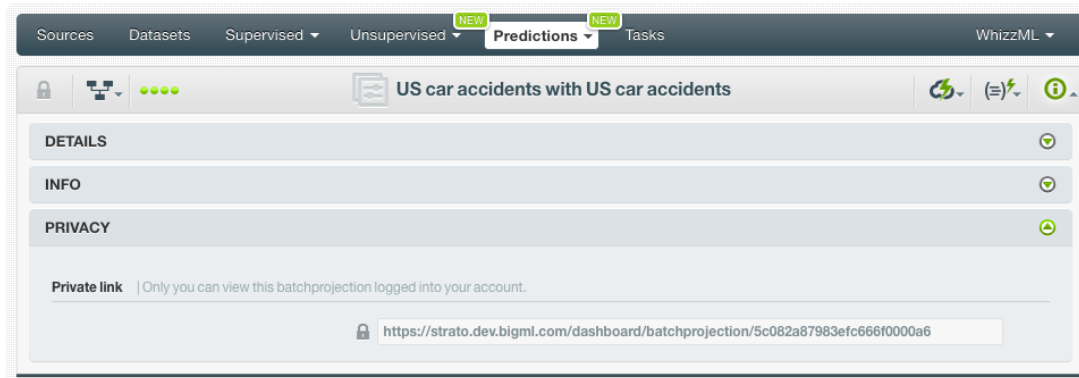 NEW NEW
Sources Datasets Supervised Unsupervised Predictions Tasks WhizzML
US car accidents with US car accidents
DETAILS
INFO
PRIVACY
Private link | Only you can view this batchprojection logged into your account.
https://strato.dev.bigml.com/dashboard/batchprojection/5c082a87983efc666f0000a6